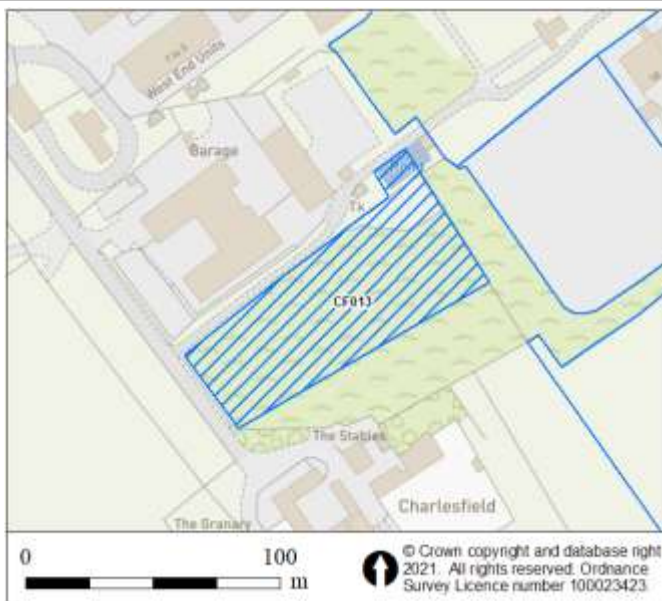 West End Units
Barage
Tk
CF013
The Stables
Charlesfield
The Granary
0 100
m
© Crown copyright and database right
2021. All rights reserved. Ordnance
Survey Licence number 100023423.